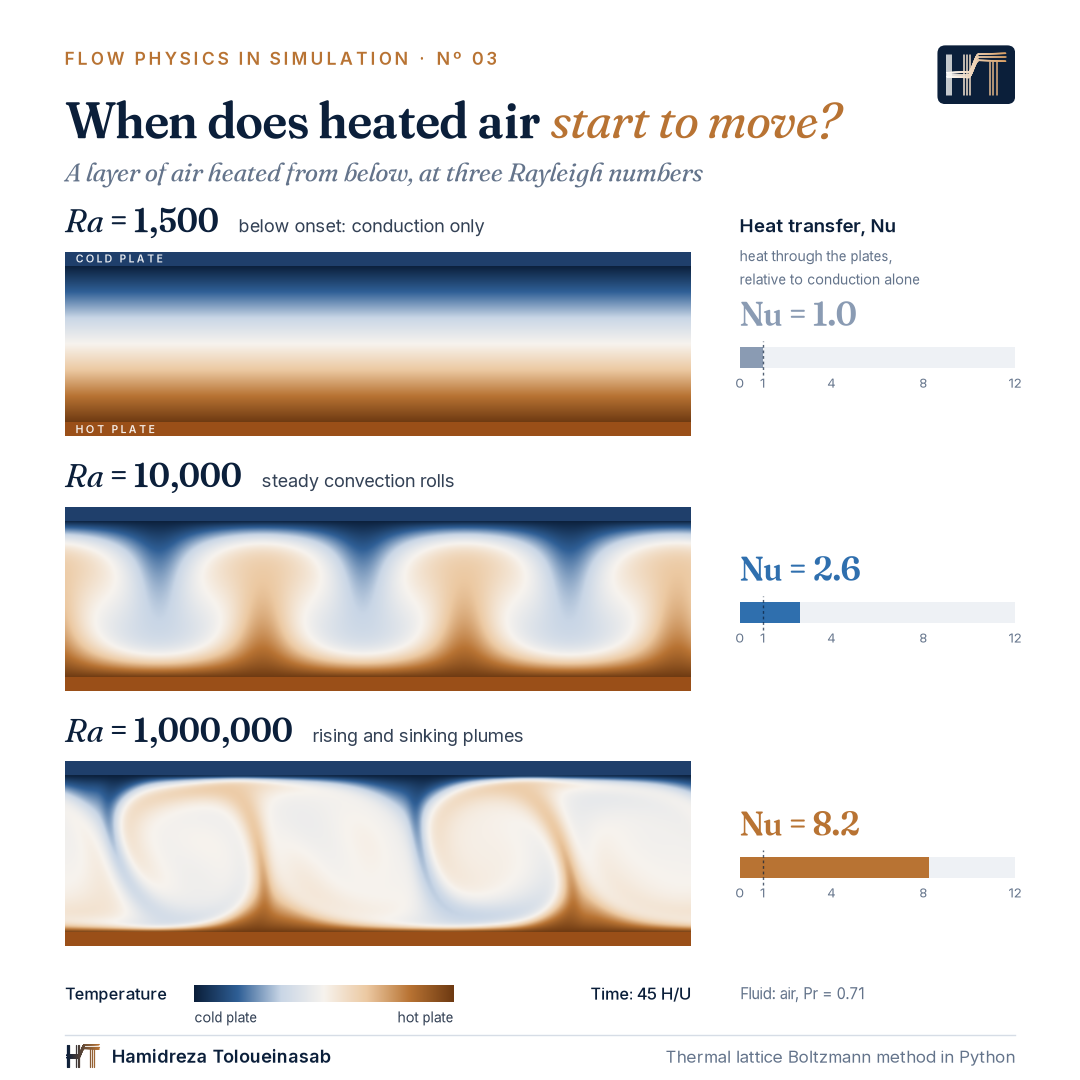 FLOW PHYSICS IN SIMULATION · Nº 03
HT
When does heated air start to move?
A layer of air heated from below, at three Rayleigh numbers
Ra = 1,500 below onset: conduction only
Heat transfer, Nu
heat through the plates,
relative to conduction alone
COLD PLATE
HOT PLATE
Nu = 1.0
0 1 4 8 12
Ra = 10,000 steady convection rolls
Nu = 2.6
0 1 4 8 12
Ra = 1,000,000 rising and sinking plumes
Nu = 8.2
0 1 4 8 12
Temperature
cold plate hot plate
Time: 45 H/U
Fluid: air, Pr = 0.71
HT Hamidreza Toloueinasab
Thermal lattice Boltzmann method in Python